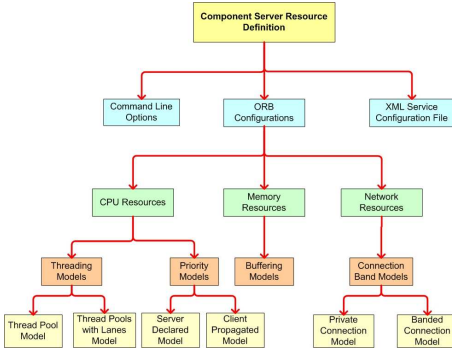 Component Server Resource
Definition
Command Line
Options
ORB
Configurations
XML Service
Configuration File
CPU Resources
Memory
Resources
Network
Resources
Threading
Models
Priority
Models
Buffering
Models
Connection
Band Models
Thread Pool
Model
Thread Pools
with Lanes
Model
Server
Declared
Model
Client
Propagated
Model
Private
Connection
Model
Banded
Connection
Model